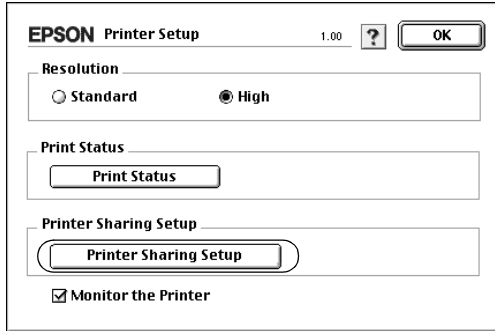 EPSON Printer Setup 1.00 ? OK
Resolution
Standard High
Print Status
Print Status
Printer Sharing Setup
Printer Sharing Setup
Monitor the Printer